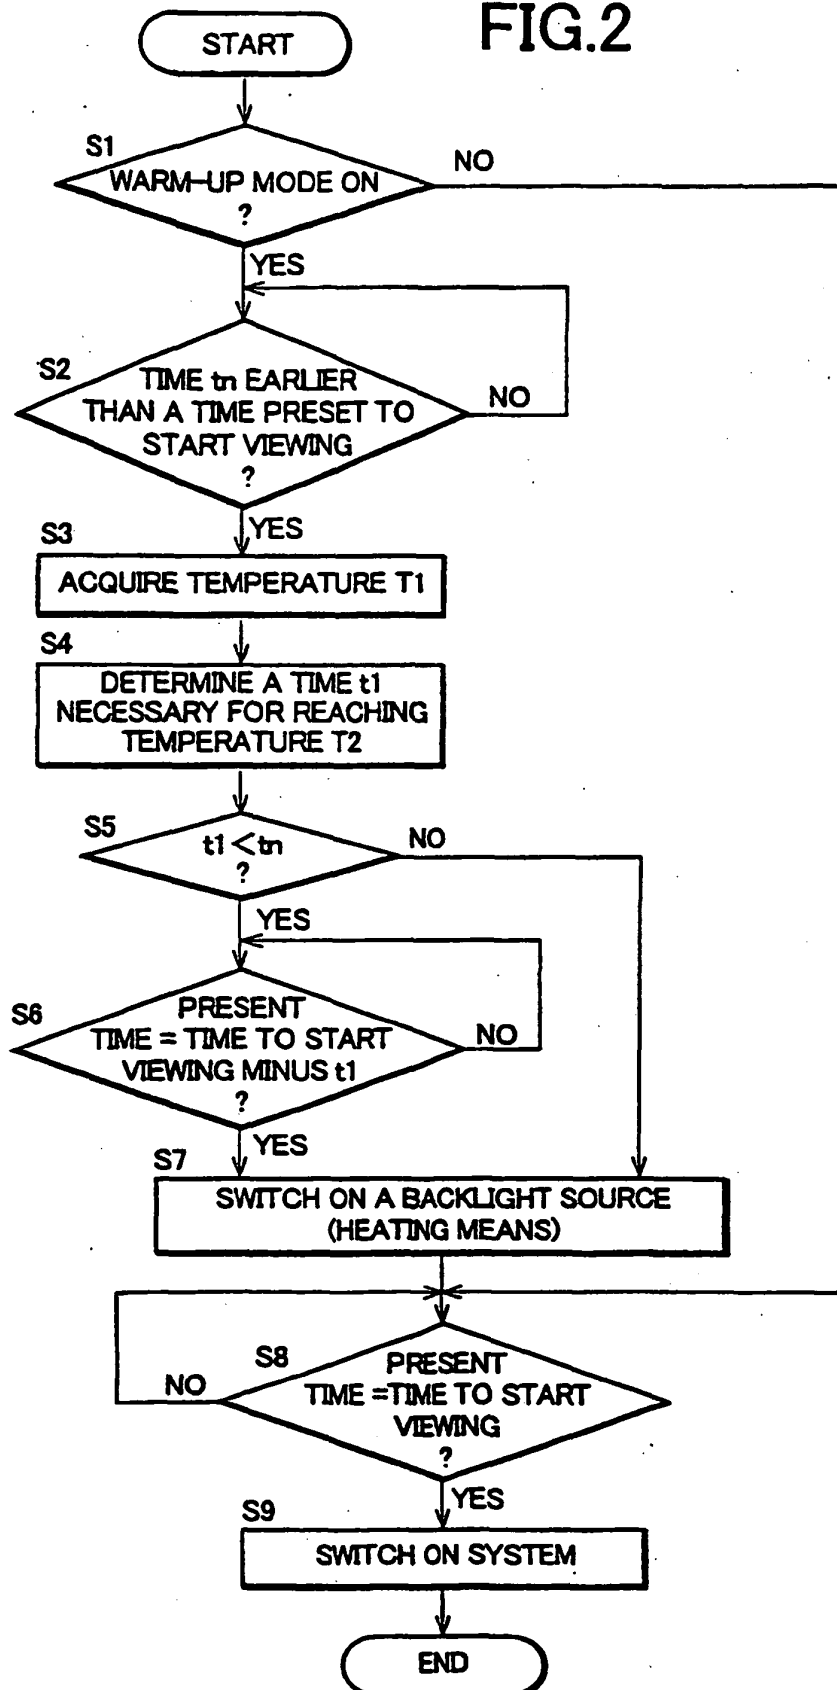 FIG.2
START
S1
WARM-UP MODE ON
?
NO
YES
S2
TIME tn EARLIER
THAN A TIME PRESET TO
START VIEWING
?
NO
YES
S3
ACQUIRE TEMPERATURE T1
S4
DETERMINE A TIME t1
NECESSARY FOR REACHING
TEMPERATURE T2
S5
t1 < tn
?
NO
YES
S6
PRESENT
TIME = TIME TO START
VIEWING MINUS t1
?
NO
YES
S7
SWITCH ON A BACKLIGHT SOURCE
(HEATING MEANS)
S8
PRESENT
TIME =TIME TO START
VIEWING
?
NO
YES
S9
SWITCH ON SYSTEM
END